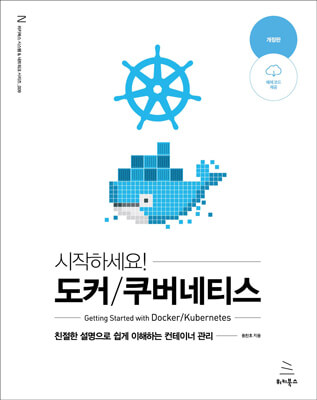 개정판
예제 코드
제공
시작하세요!
도커/쿠버네티스
Getting Started with Docker/Kubernetes
친절한 설명으로 쉽게 이해하는 컨테이너 관리
용찬호 지음
위키북스